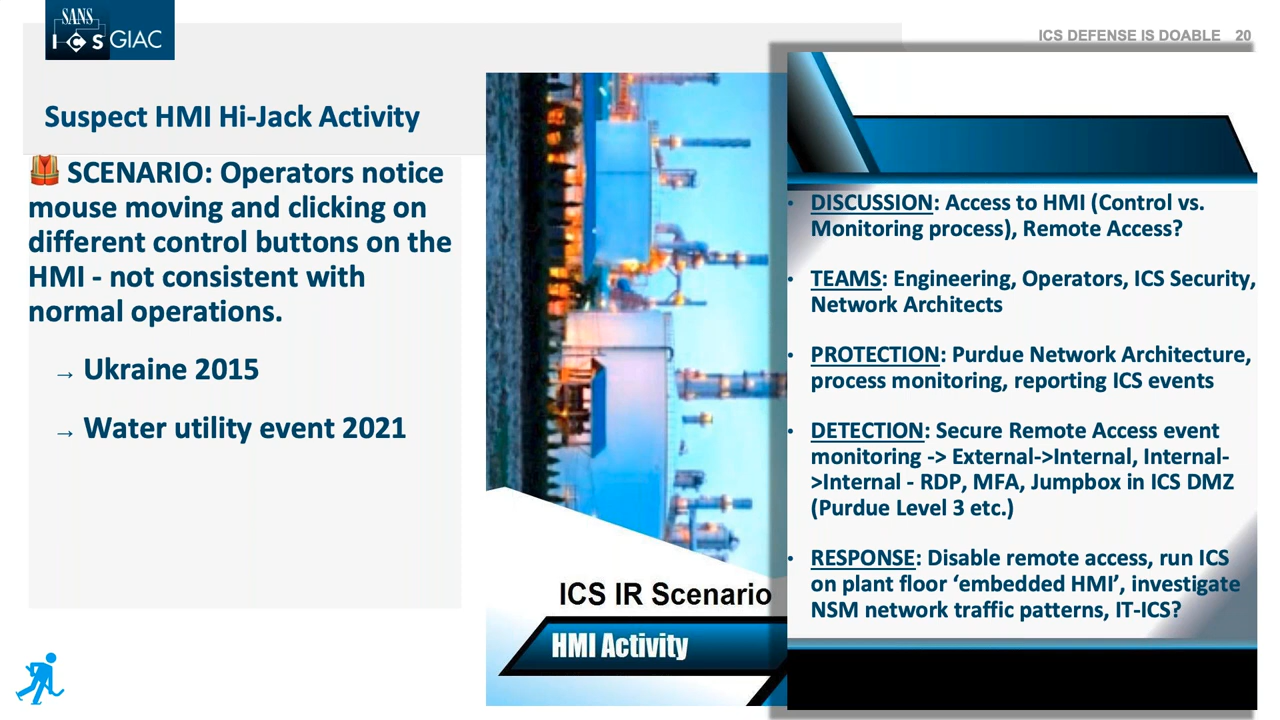 SANS
ICS GIAC
ICS DEFENSE IS DOABLE 20
Suspect HMI Hi-Jack Activity
SCENARIO: Operators notice
mouse moving and clicking on
different control buttons on the
HMI - not consistent with
normal operations.
→ Ukraine 2015
→ Water utility event 2021
ICS IR Scenario
HMI Activity
• DISCUSSION: Access to HMI (Control vs.
Monitoring process), Remote Access?
• TEAMS: Engineering, Operators, ICS Security,
Network Architects
• PROTECTION: Purdue Network Architecture,
process monitoring, reporting ICS events
• DETECTION: Secure Remote Access event
monitoring -> External->Internal, Internal-
>Internal - RDP, MFA, Jumpbox in ICS DMZ
(Purdue Level 3 etc.)
• RESPONSE: Disable remote access, run ICS
on plant floor ‘embedded HMI’, investigate
NSM network traffic patterns, IT-ICS?